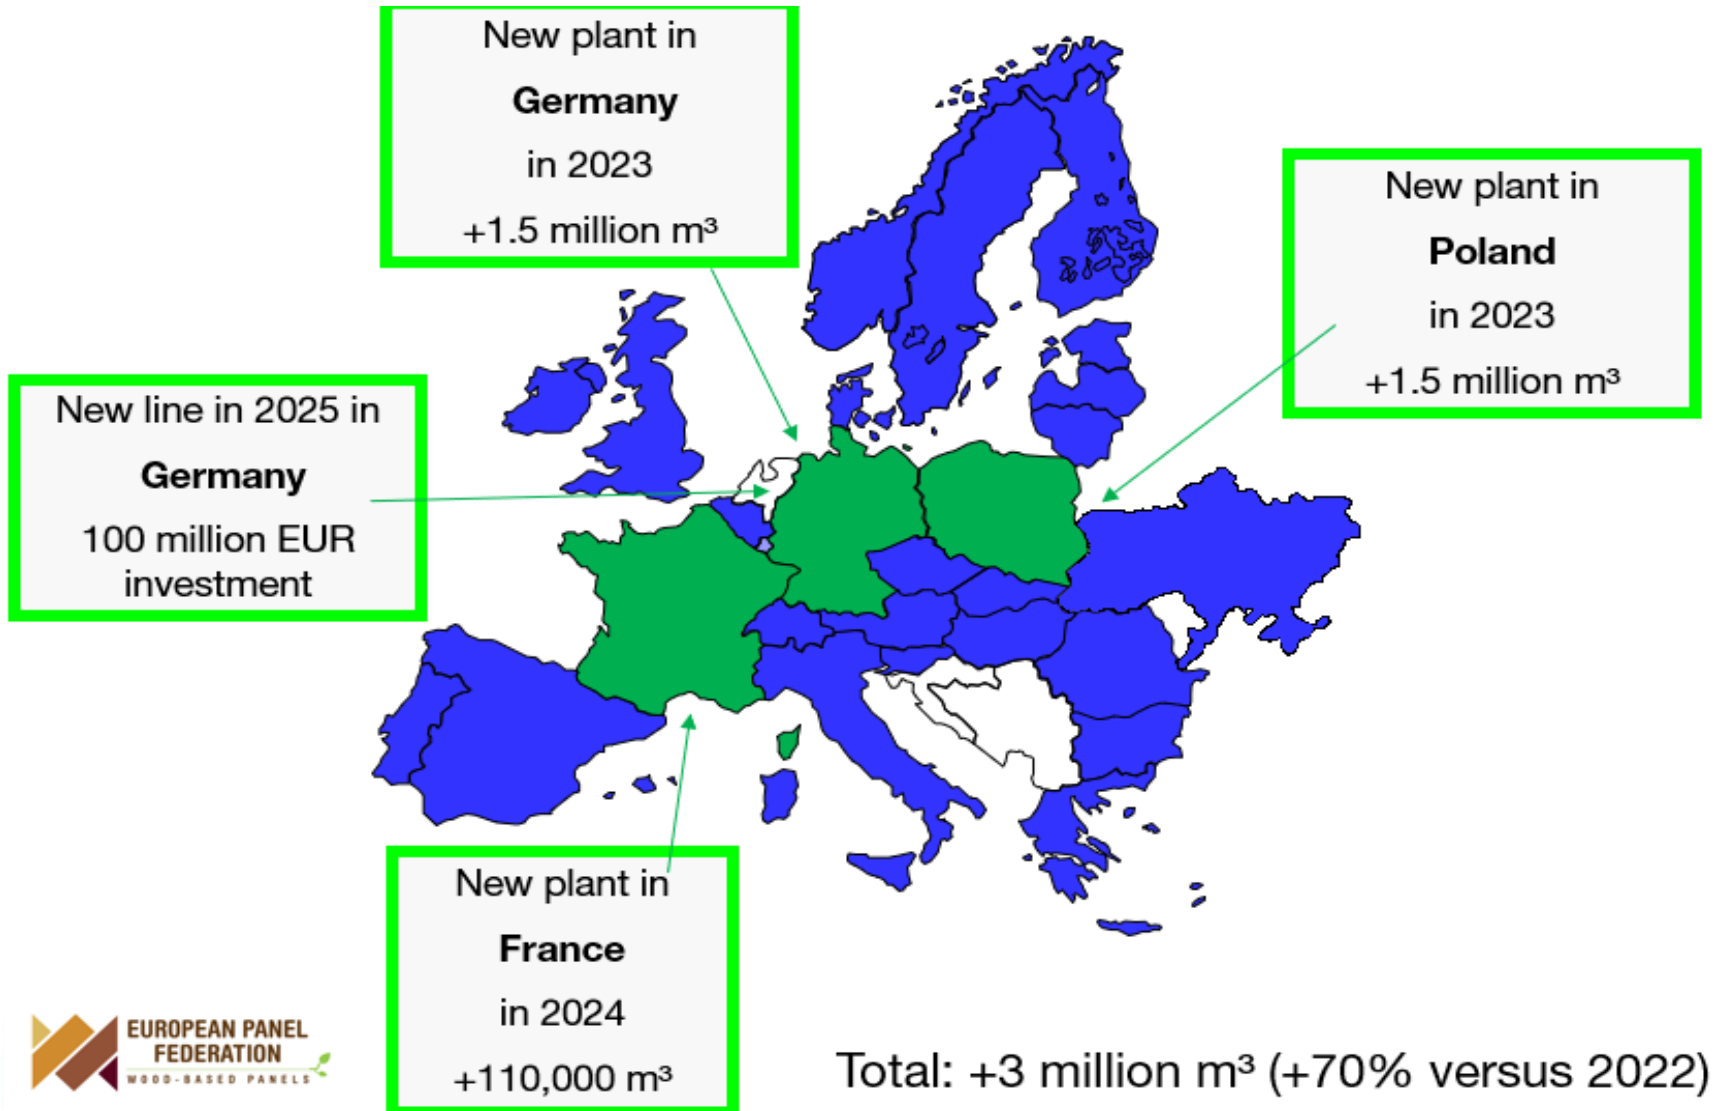 New plant in
Germany
in 2023
+1.5 million m³
New plant in
Poland
in 2023
+1.5 million m³
New line in 2025 in
Germany
100 million EUR
investment
New plant in
France
in 2024
+110,000 m³
EUROPEAN PANEL
FEDERATION
WOOD-BASED PANELS
Total: +3 million m³ (+70% versus 2022)